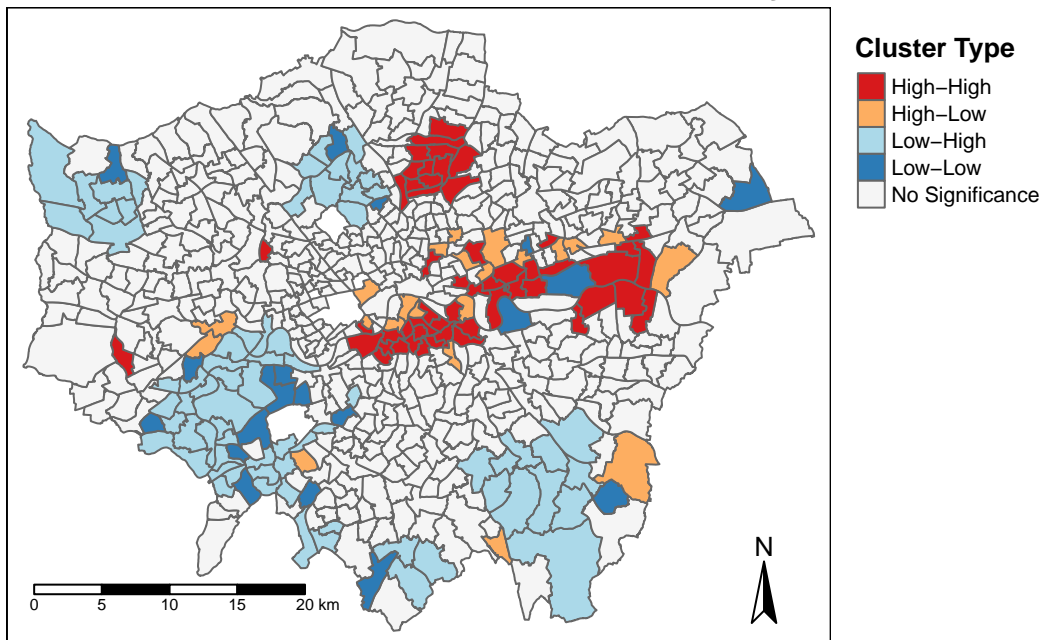 Cluster Type
High−High
High−Low
Low−High
Low−Low
No Significance
N
0 5 10 15 20 km